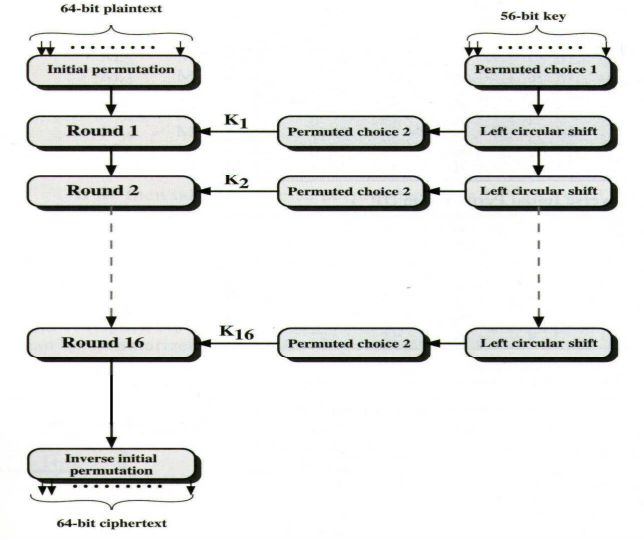 64-bit plaintext
56-bit key
Initial permutation
Permuted choice 1
Round 1
K1
Permuted choice 2
Left circular shift
Round 2
K2
Permuted choice 2
Left circular shift
Round 16
K16
Permuted choice 2
Left circular shift
Inverse initial
permutation
64-bit ciphertext